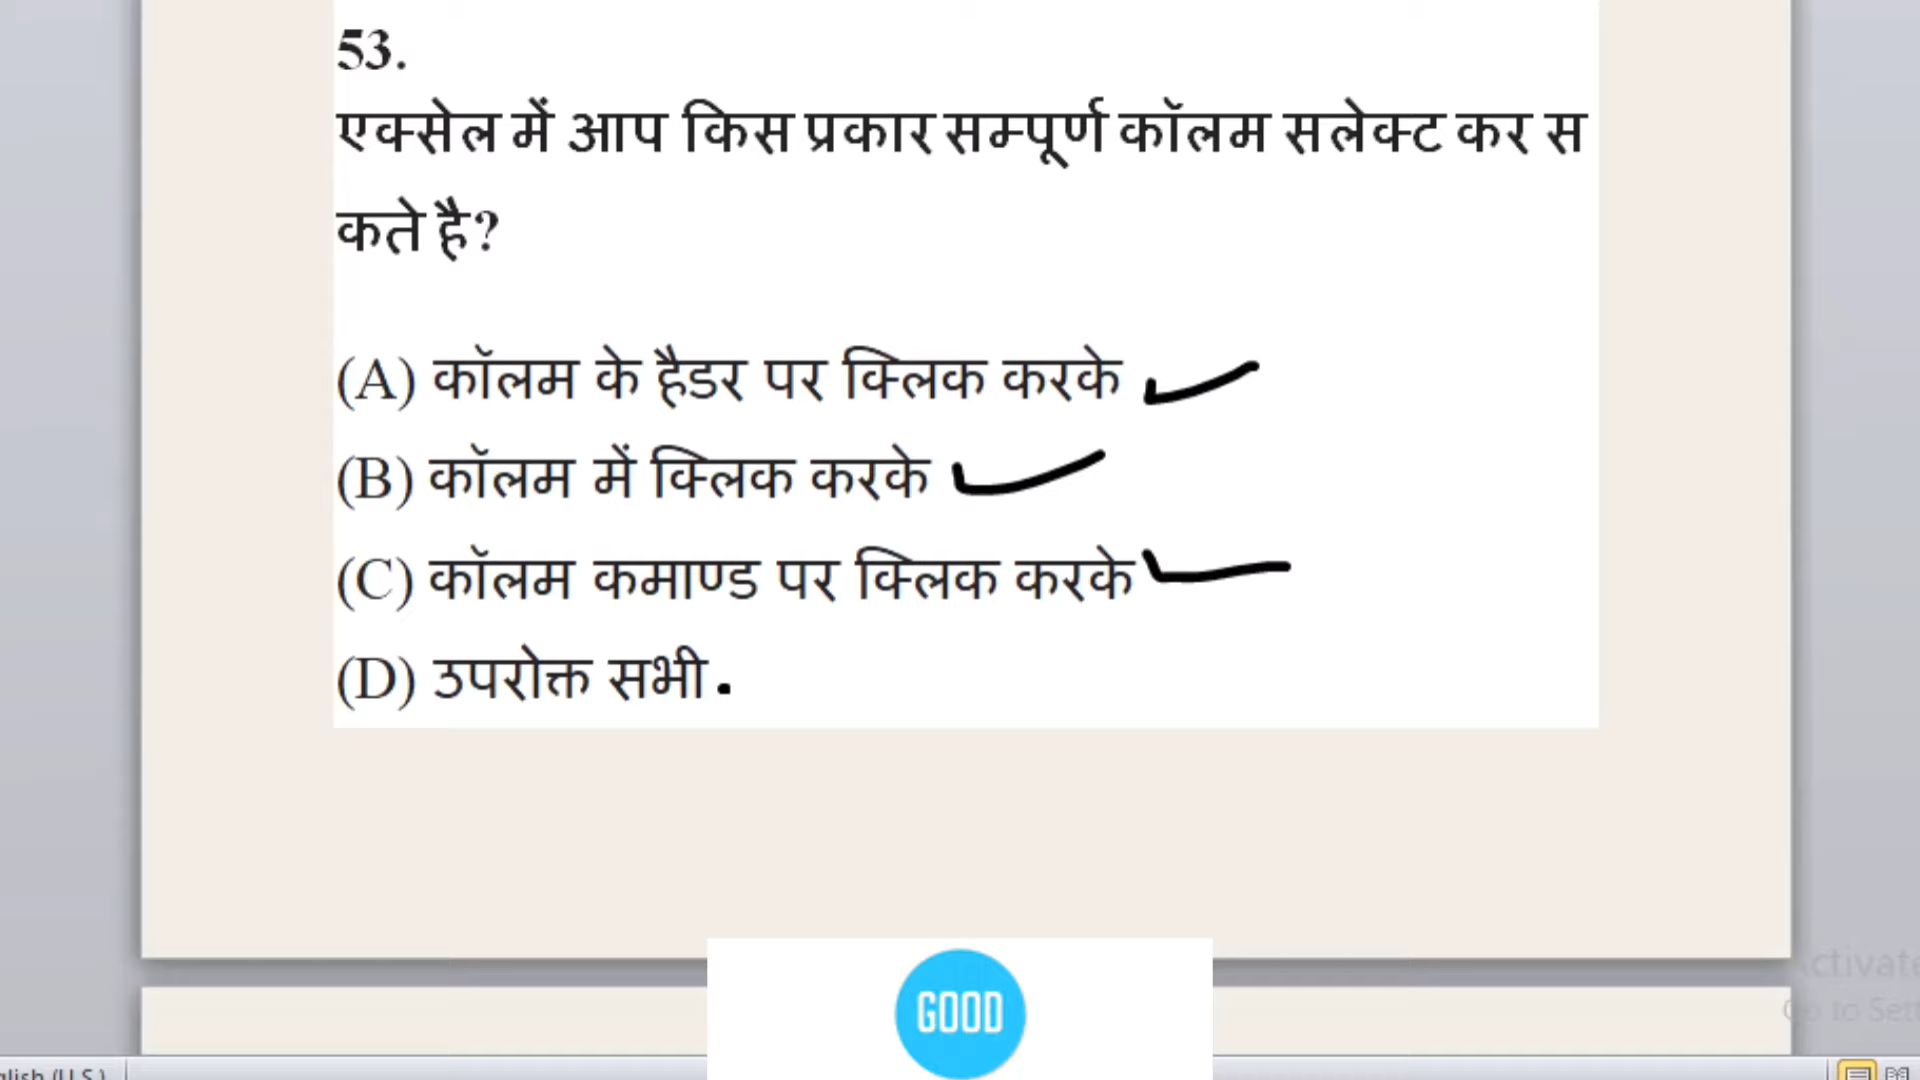 53.
एक्सेल में आप किस प्रकार सम्पूर्ण कॉलम सलेक्ट कर स
कते है?
(A) कॉलम के हैडर पर क्लिक करके
(B) कॉलम में क्लिक करके
(C) कॉलम कमाण्ड पर क्लिक करके
(D) उपरोक्त सभी
GOOD